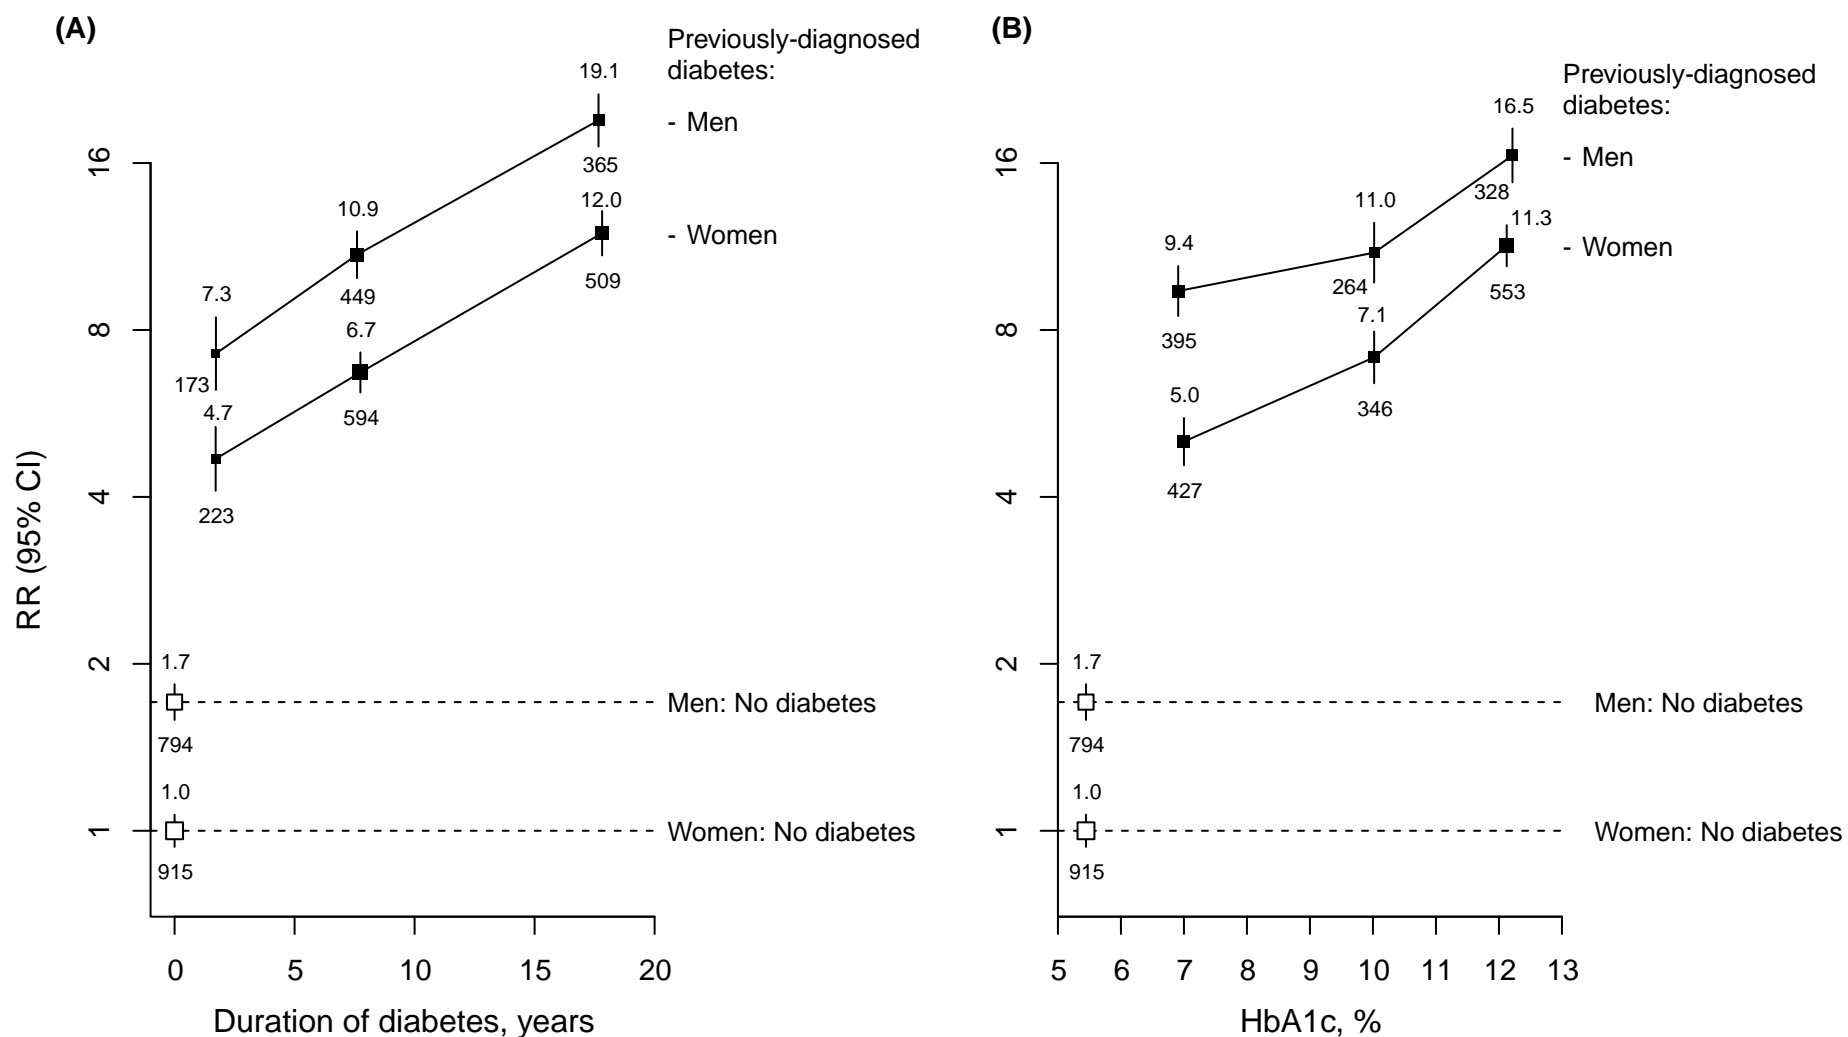 (A)
Previously-diagnosed
diabetes:
19.1
- Men
16
365
10.9
12.0
- Women
449
509
7.3
8
6.7
173
594
4.7
4
223
RR (95% CI)
2
1.7
Men: No diabetes
794
1.0
1
Women: No diabetes
915
0 5 10 15 20
Duration of diabetes, years
(B)
Previously-diagnosed
diabetes:
16.5
- Men
16
328
11.0
11.3
- Women
9.4
264
553
7.1
8
395
5.0
346
4
427
2
1.7
Men: No diabetes
794
1.0
1
Women: No diabetes
915
5 6 7 8 9 10 11 12 13
HbA1c, %